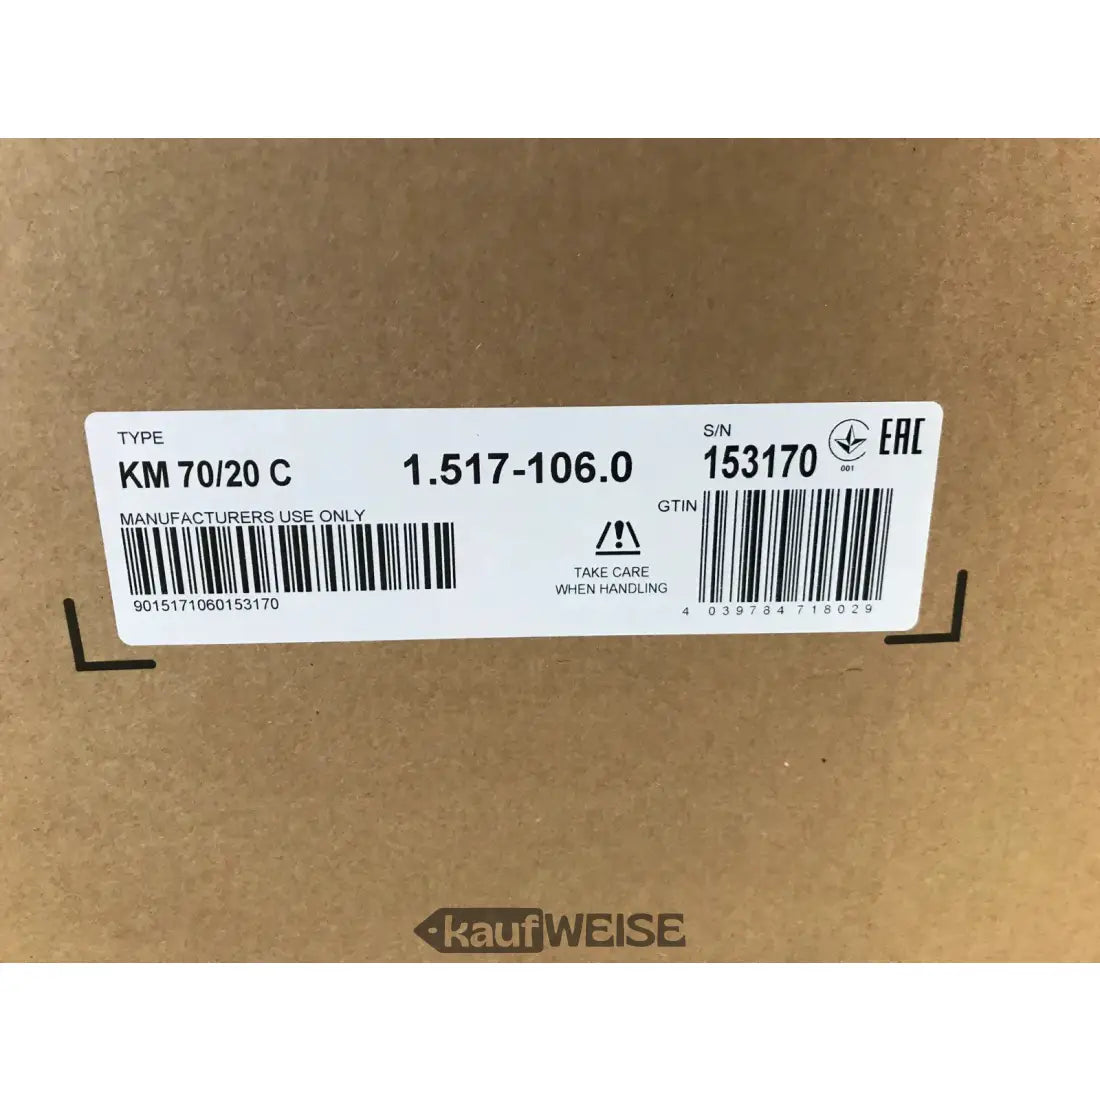 TYPE
KM 70/20 C
1.517-106.0
S/N
153170
001
EAC
MANUFACTURERS USE ONLY
9015171060153170
TAKE CARE
WHEN HANDLING
GTIN
4 039784 718029
kaufWEISE